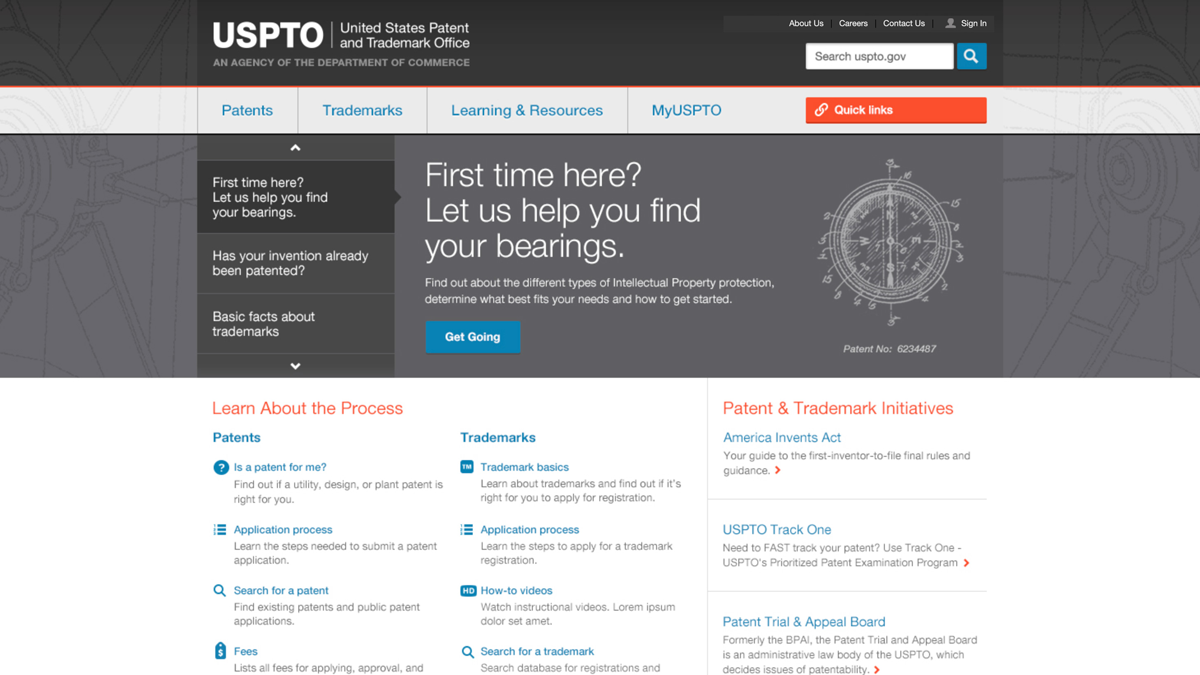 USPTO
United States Patent
and Trademark Office
AN AGENCY OF THE DEPARTMENT OF COMMERCE
About Us
Careers
Contact Us
Sign In
Search uspto.gov
Patents
Trademarks
Learning & Resources
MyUSPTO
Quick links
First time here?
Let us help you find
your bearings.
Has your invention already
been patented?
Basic facts about
trademarks
First time here?
Let us help you find
your bearings.
Find out about the different types of Intellectual Property protection,
determine what best fits your needs and how to get started.
Get Going
N
E
S
W
Patent No: 6234487
Learn About the Process
Patents
? Is a patent for me?
Find out if a utility, design, or plant patent is
right for you.
Application process
Learn the steps needed to submit a patent
application.
Search for a patent
Find existing patents and public patent
applications.
$ Fees
Lists all fees for applying, approval, and
Trademarks
TM Trademark basics
Learn about trademarks and find out if it's
right for you to apply for registration.
Application process
Learn the steps to apply for a trademark
registration.
HD How-to videos
Watch instructional videos. Lorem ipsum
dolor set amet.
Search for a trademark
Search database for registrations and
Patent & Trademark Initiatives
America Invents Act
Your guide to the first-inventor-to-file final rules and
guidance.
USPTO Track One
Need to FAST track your patent? Use Track One -
USPTO's Prioritized Patent Examination Program
Patent Trial & Appeal Board
Formerly the BPAI, the Patent Trial and Appeal Board
is an administrative law body of the USPTO, which
decides issues of patentability.